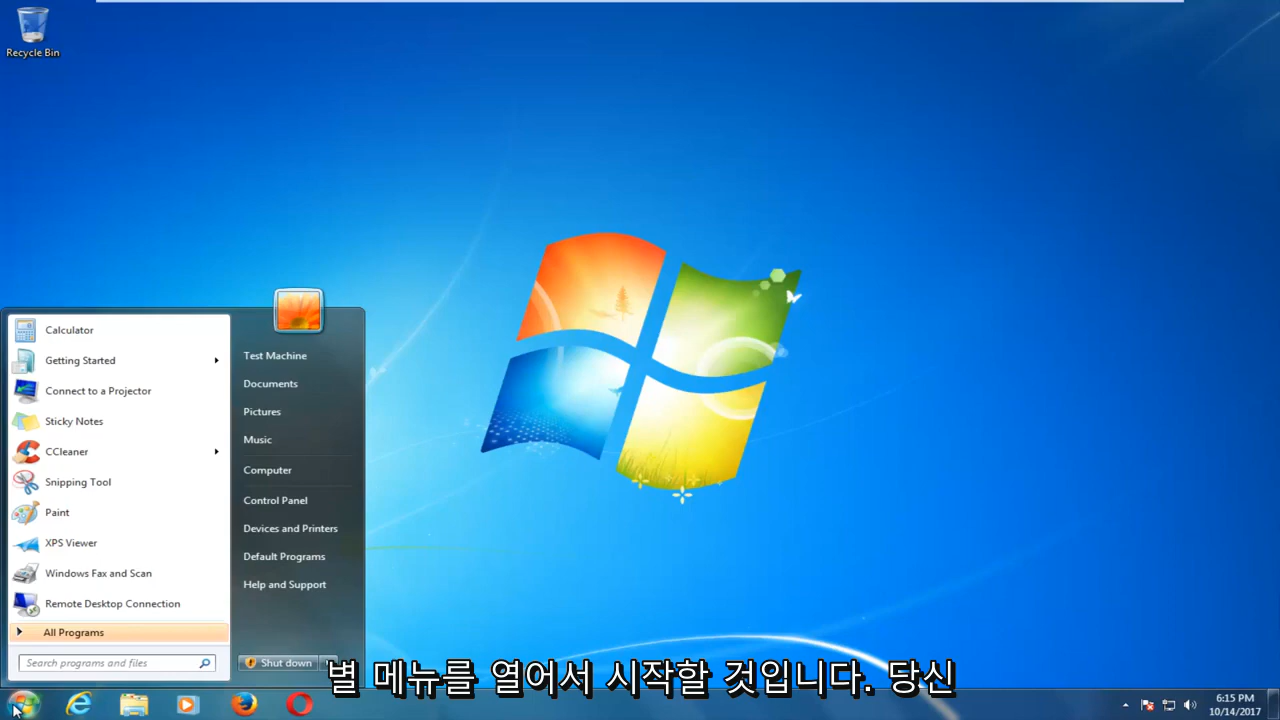 Recycle Bin
Calculator
Getting Started
Connect to a Projector
Sticky Notes
CCleaner
Snipping Tool
Paint
XPS Viewer
Windows Fax and Scan
Remote Desktop Connection
All Programs
Search programs and files
Test Machine
Documents
Pictures
Music
Computer
Control Panel
Devices and Printers
Default Programs
Help and Support
Shut down
별 메뉴를 열어서 시작할 것입니다. 당신
6:15 PM
10/14/2017